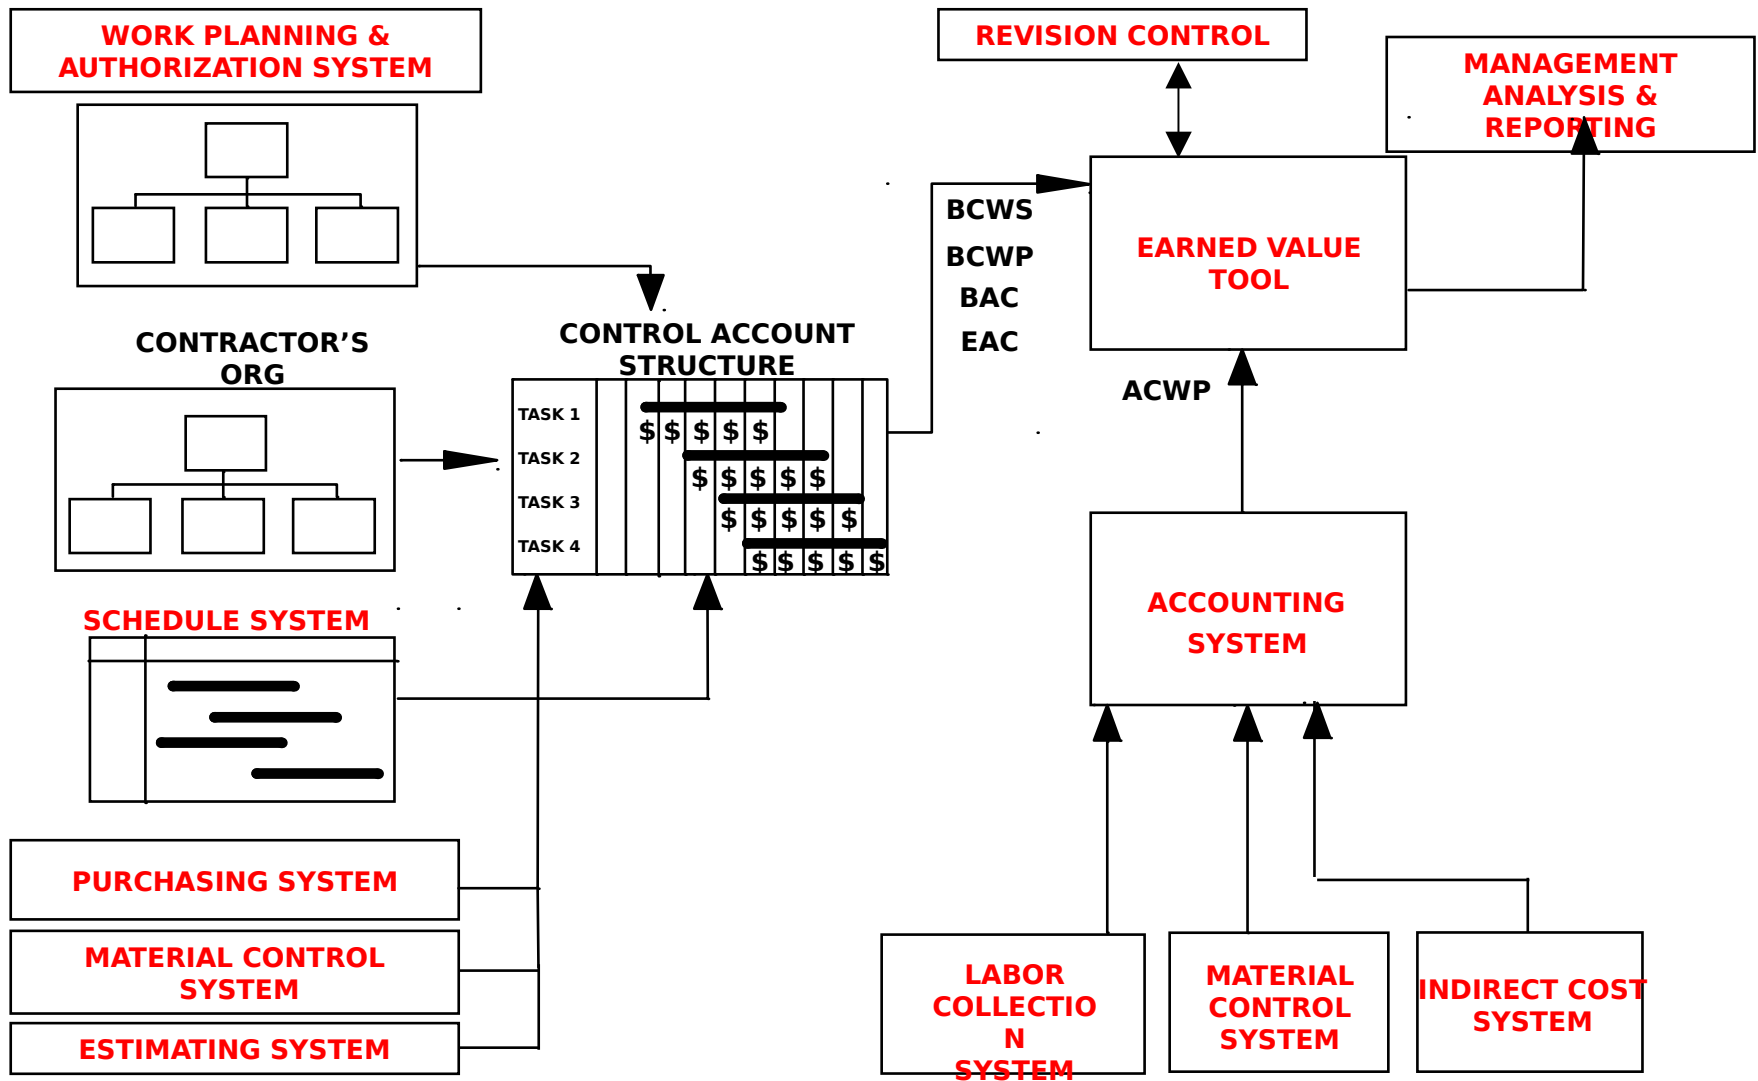 WORK PLANNING &
AUTHORIZATION SYSTEM
REVISION CONTROL
MANAGEMENT
ANALYSIS &
REPORTING
BCWS
BCWP
BAC
EAC
EARNED VALUE
TOOL
CONTRACTOR’S
ORG
CONTROL ACCOUNT
STRUCTURE
ACWP
TASK 1
$ $ $ $ $
TASK 2
$ $ $ $ $
TASK 3
$ $ $ $ $
TASK 4
$ $ $ $ $
SCHEDULE SYSTEM
ACCOUNTING
SYSTEM
PURCHASING SYSTEM
MATERIAL CONTROL
SYSTEM
ESTIMATING SYSTEM
LABOR
COLLECTIO
N
SYSTEM
MATERIAL
CONTROL
SYSTEM
INDIRECT COST
SYSTEM